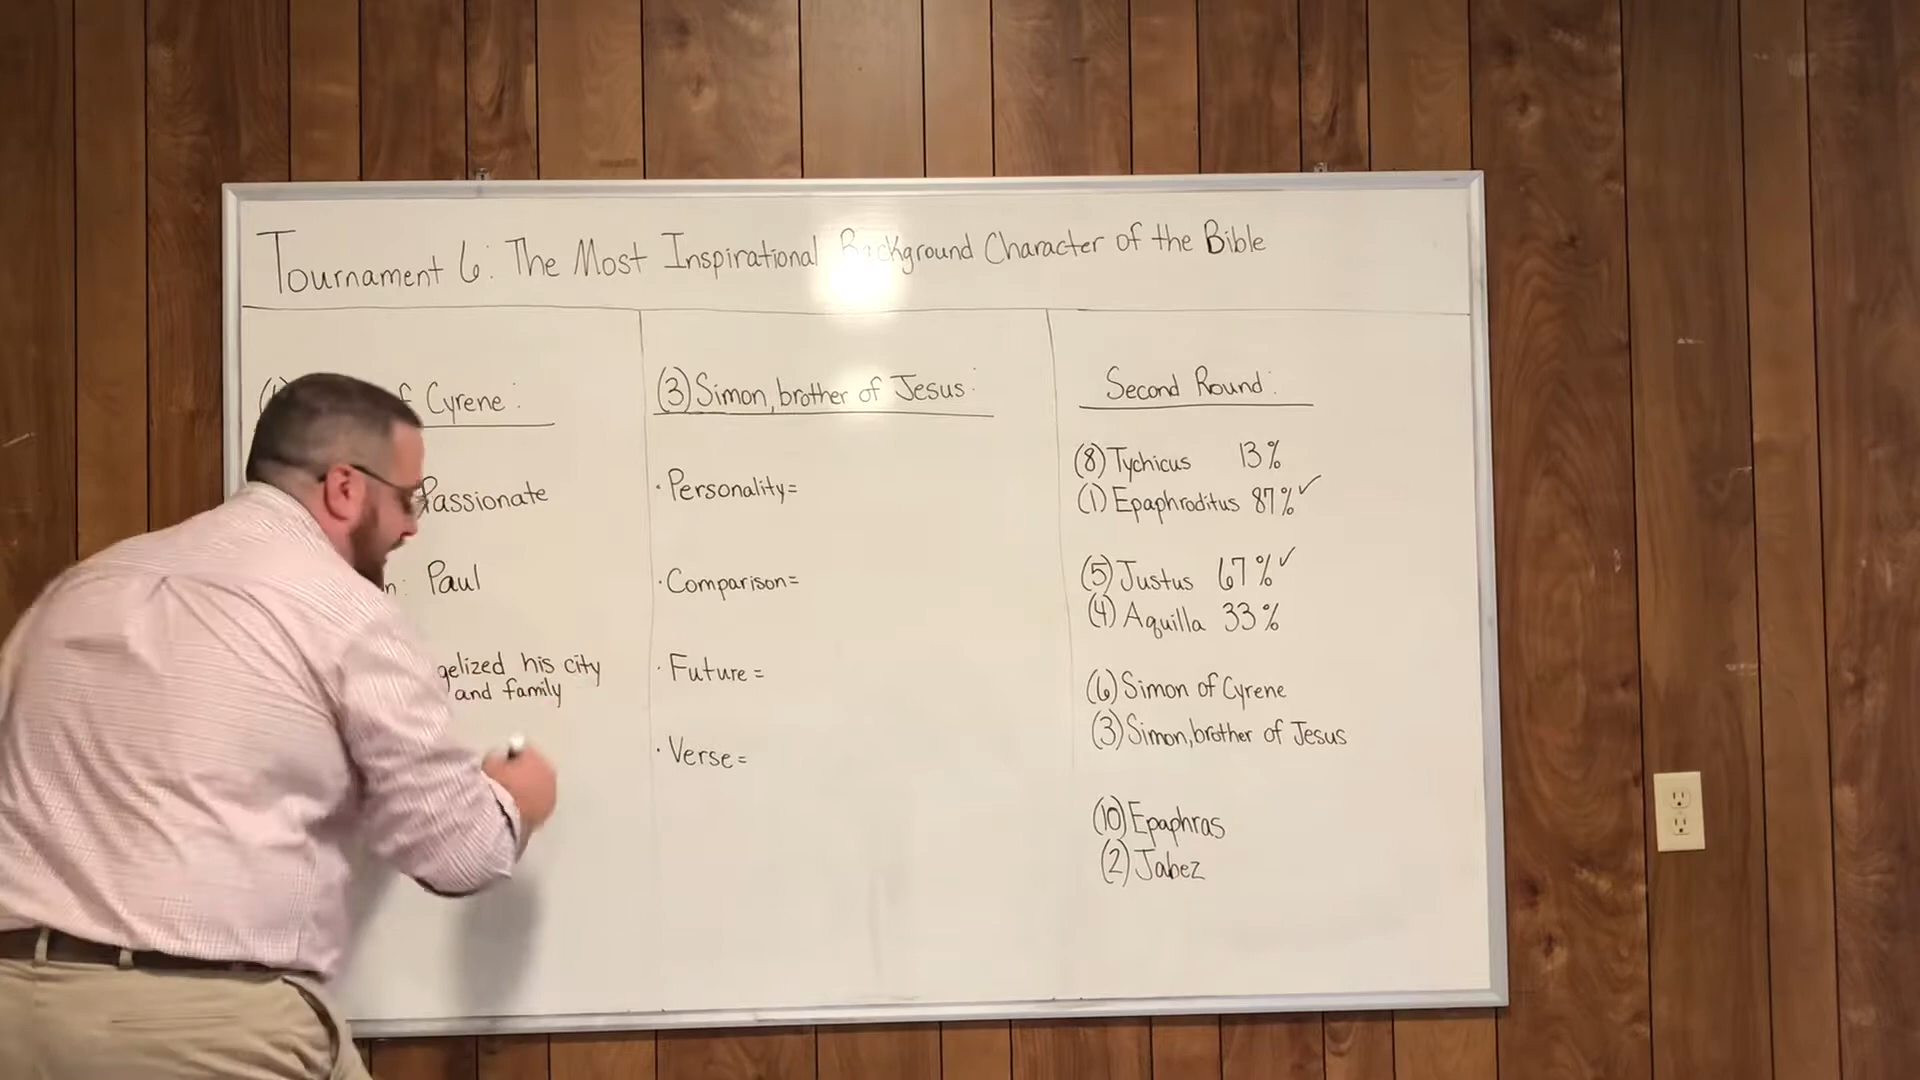 Tournament 6: The Most Inspirational Background Character of the Bible
Cyrene:
Passionate
Paul
and family
his city
(3) Simon, brother of Jesus:
· Personality=
· Comparison=
· Future=
· Verse=
Second Round:
(8) Tychicus 13%
(1) Epaphroditus 87% ✓
(5) Justus 67% ✓
(4) Aquilla 33%
(6) Simon of Cyrene
(3) Simon, brother of Jesus
(10) Epaphras
(2) Jabez